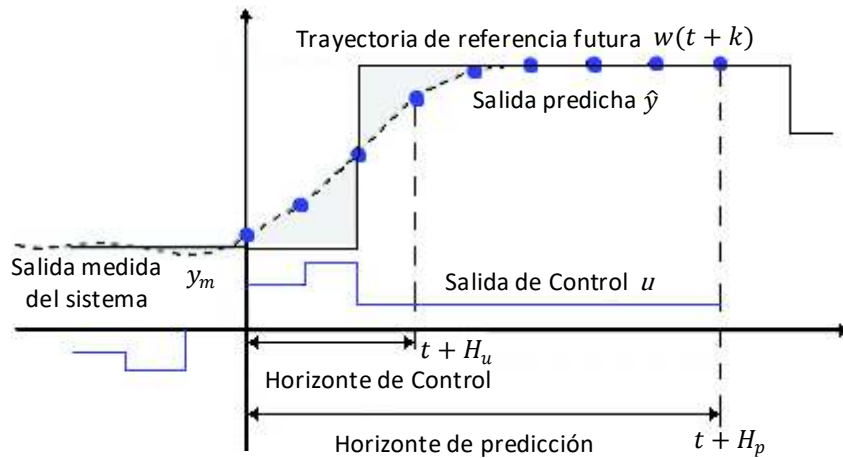 Trayectoria de referencia futura w(t + k)
Salida predicha ŷ
Salida medida
del sistema
y_m
Salida de Control u
t + H_u
Horizonte de Control
Horizonte de predicción
t + H_p